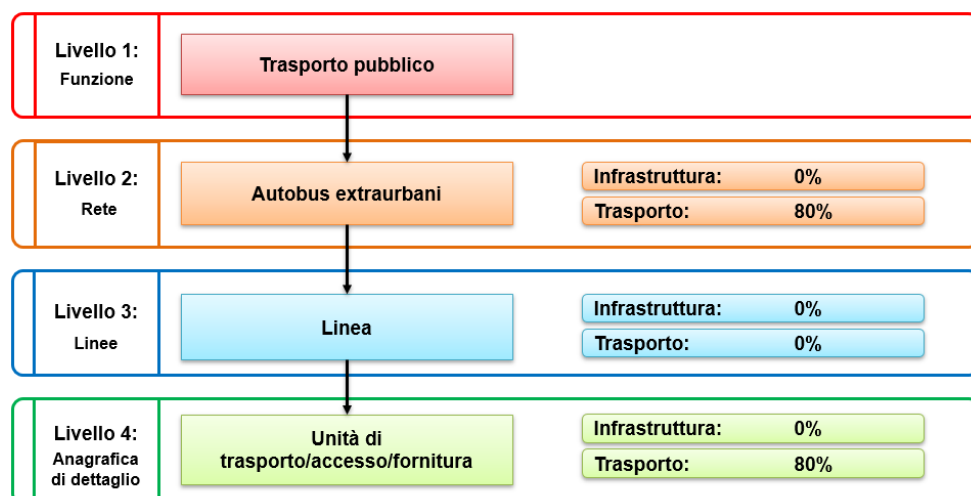 Livello 1:
Funzione
Trasporto pubblico
Livello 2:
Rete
Autobus extraurbani
Infrastruttura: 0%
Trasporto: 80%
Livello 3:
Linee
Linea
Infrastruttura: 0%
Trasporto: 0%
Livello 4:
Anagrafica
di dettaglio
Unità di
trasporto/accesso/fornitura
Infrastruttura: 0%
Trasporto: 80%